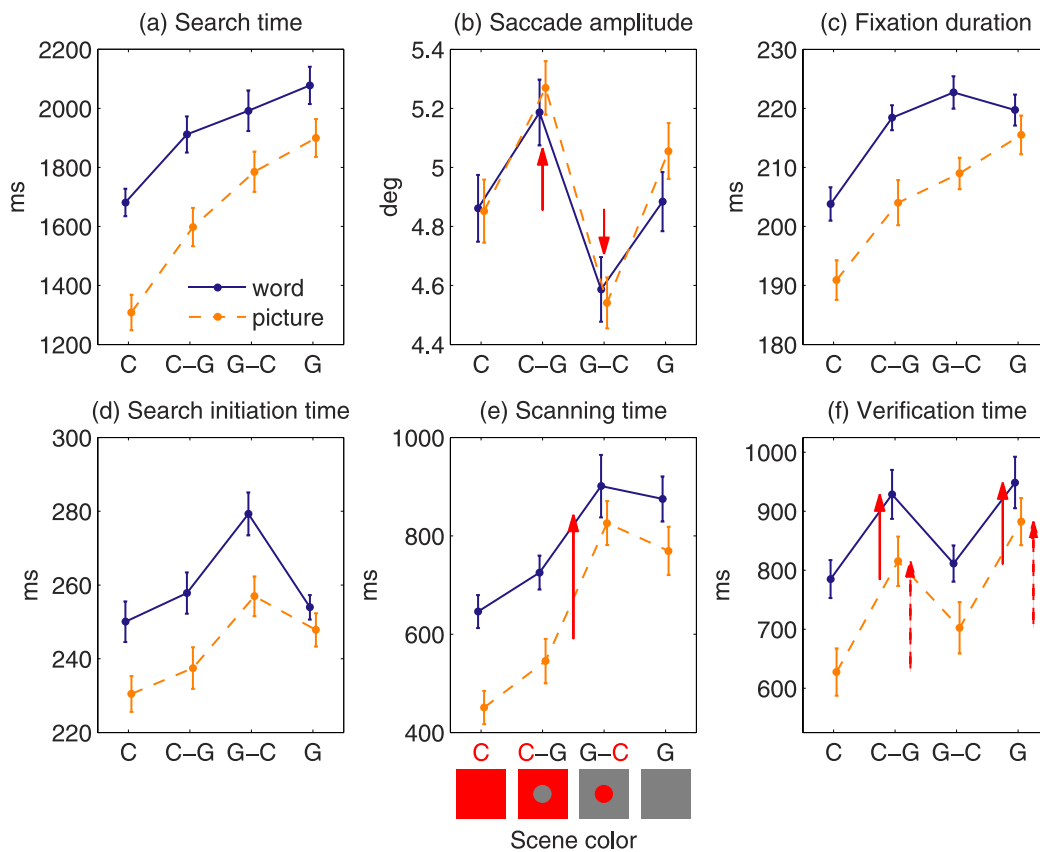 (a) Search time
2200
2000
1800
1600
1400
1200
ms
word
picture
C C–G G–C G
(b) Saccade amplitude
5.4
5.2
5
4.8
4.6
4.4
deg
C C–G G–C G
(c) Fixation duration
230
220
210
200
190
180
ms
C C–G G–C G
(d) Search initiation time
300
280
260
240
220
ms
C C–G G–C G
(e) Scanning time
1000
800
600
400
ms
C C–G G–C G
Scene color
(f) Verification time
1000
900
800
700
600
ms
C C–G G–C G